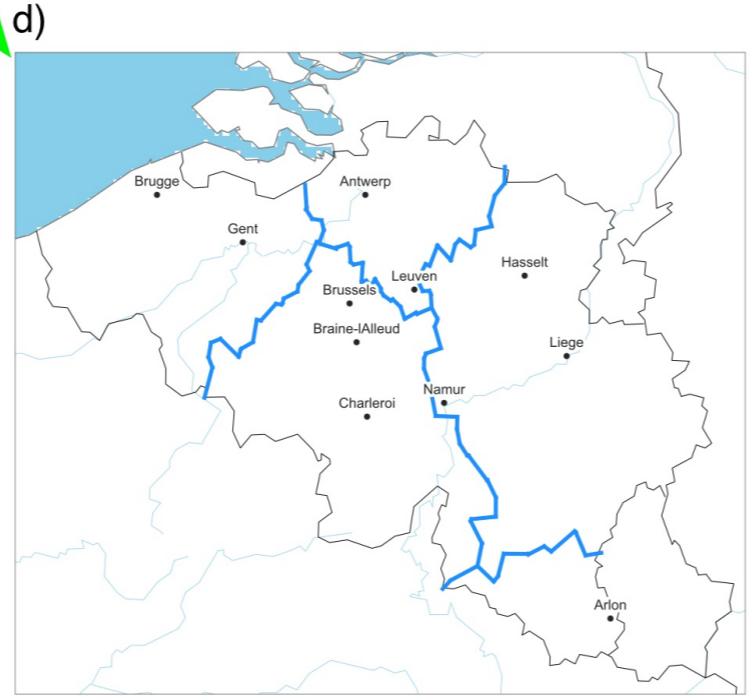 d)
Brugge
Antwerp
Gent
Hasselt
Leuven
Brussels
Braine-lAlleud
Liege
Namur
Charleroi
Arlon